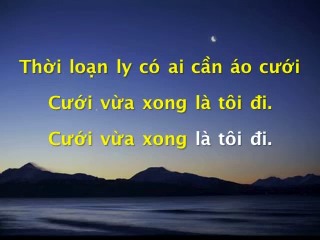 Thời loạn ly có ai cần áo cưới
Cưới vừa xong là tôi đi.
Cưới vừa xong là tôi đi.